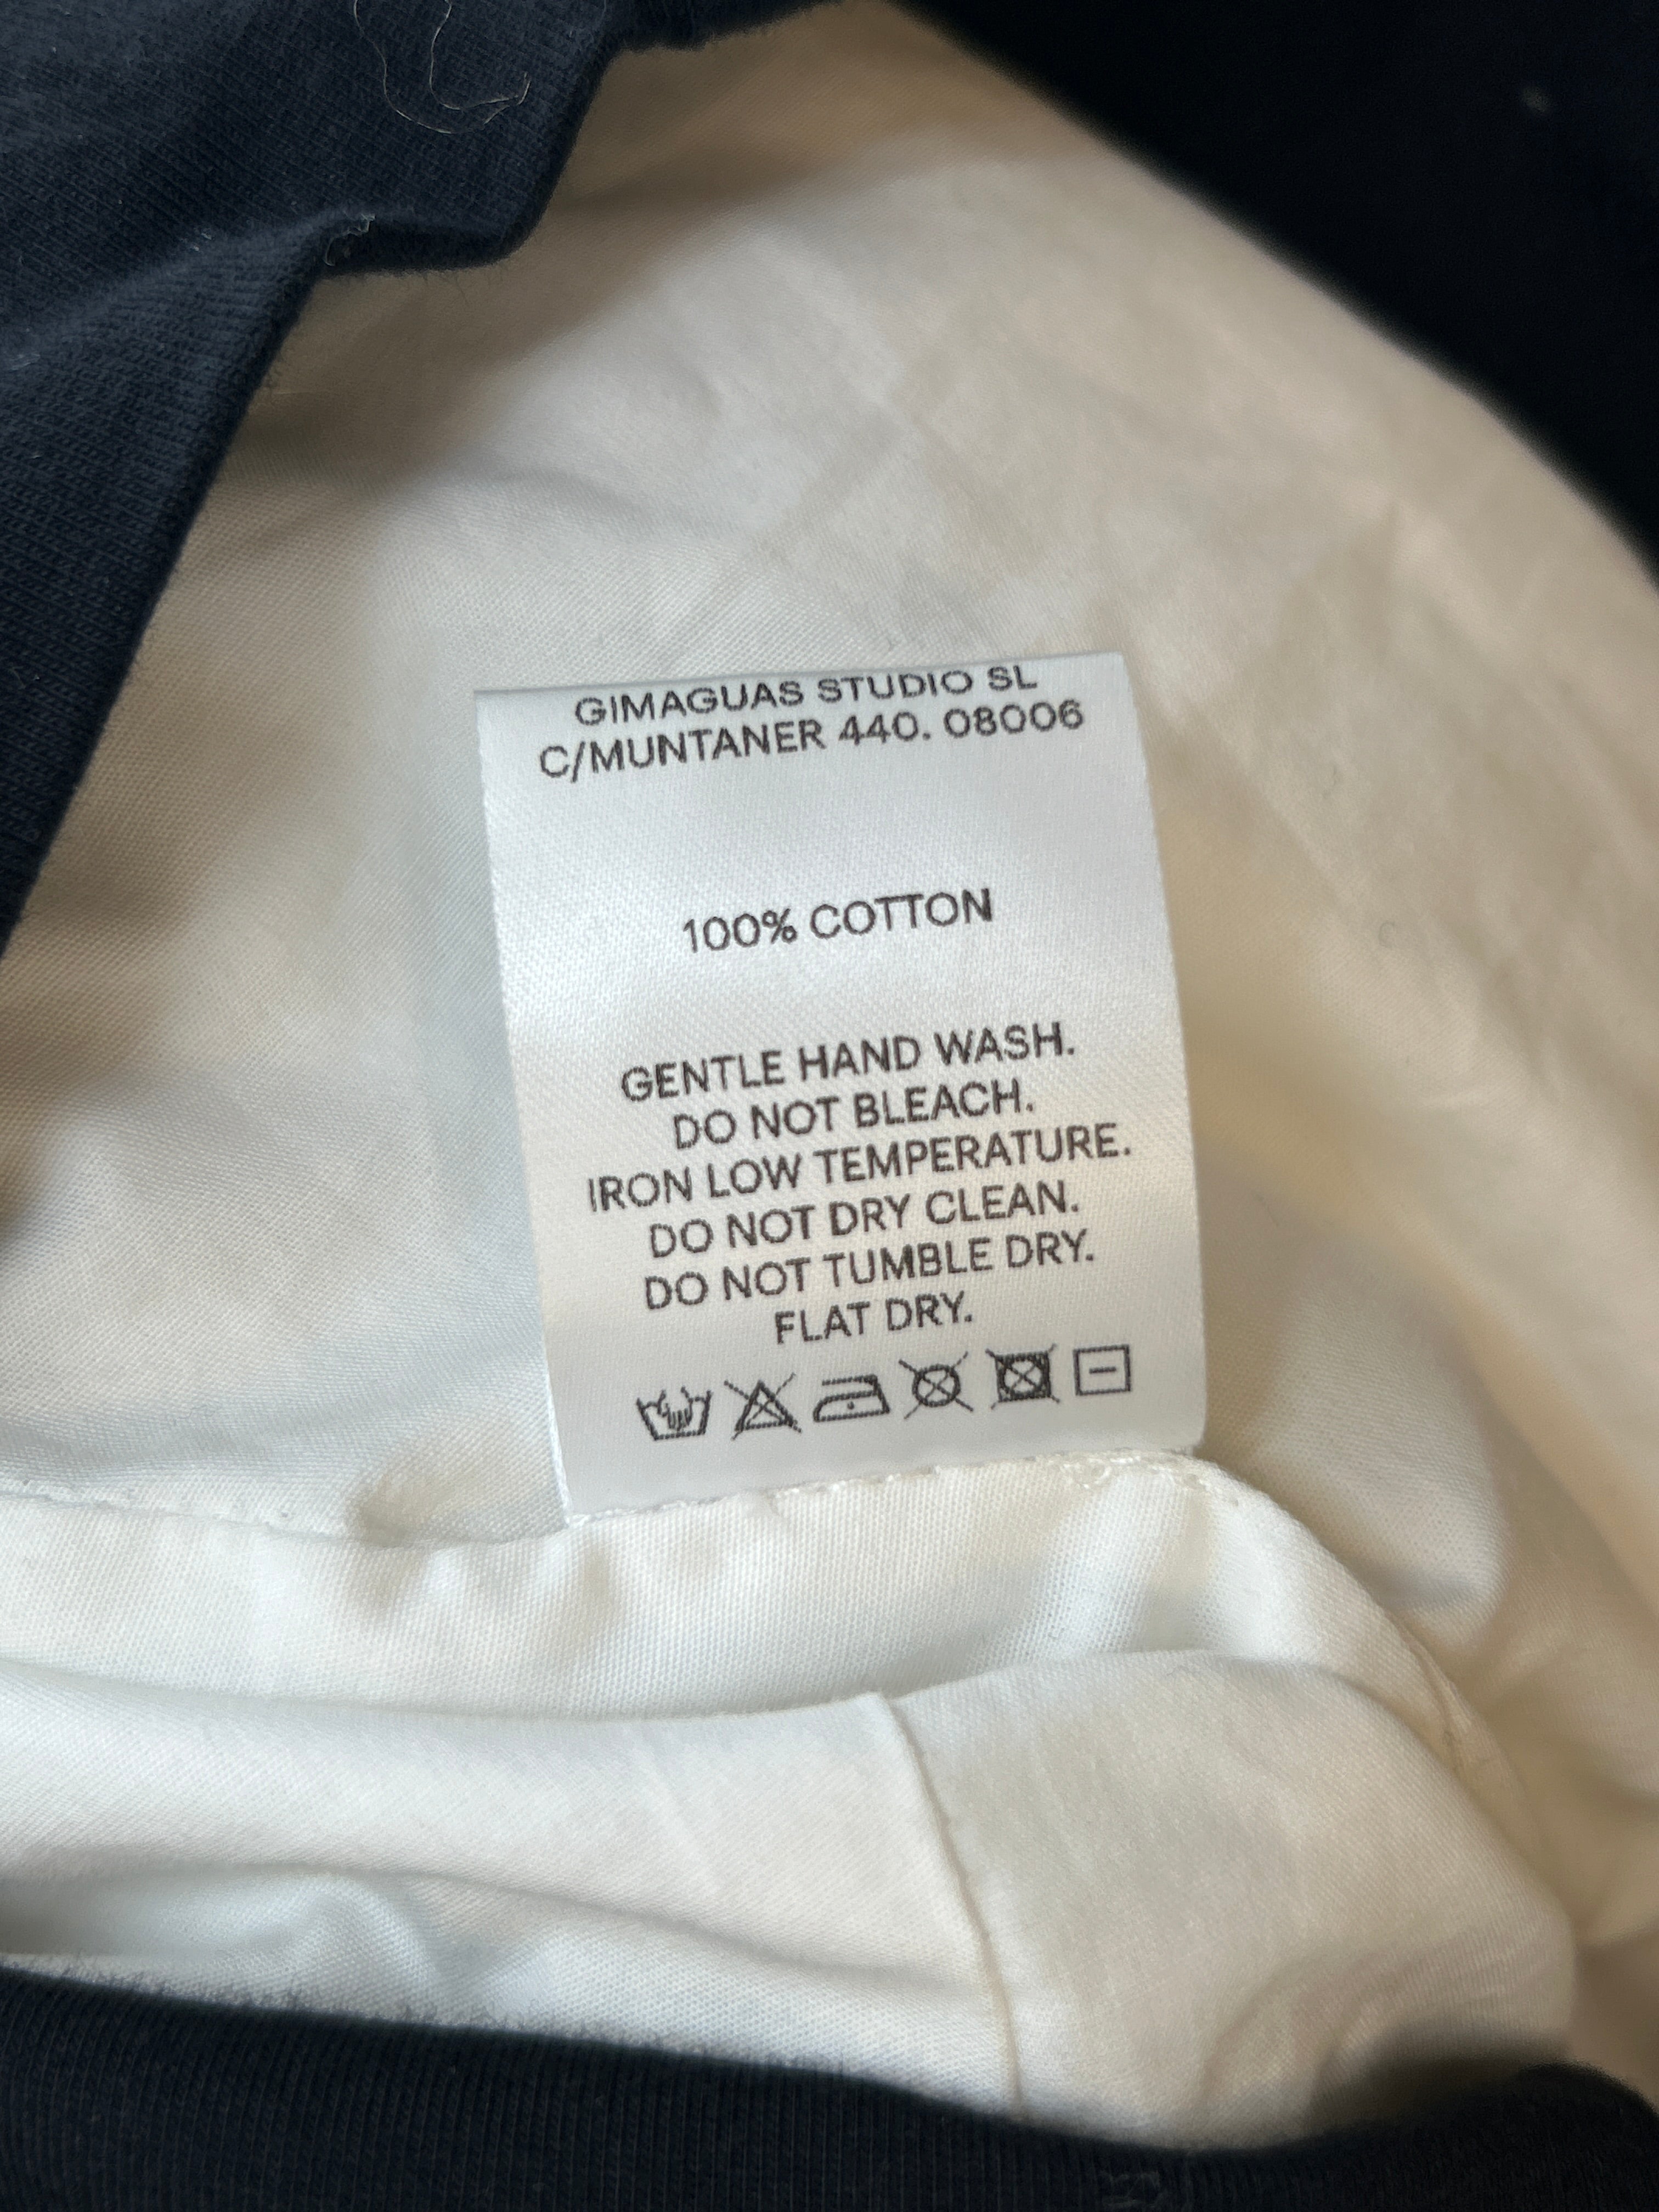 GIMAGUAS STUDIO SL
C/MUNTANER 440. 08006
100% COTTON
GENTLE HAND WASH.
DO NOT BLEACH.
IRON LOW TEMPERATURE.
DO NOT DRY CLEAN.
DO NOT TUMBLE DRY.
FLAT DRY.